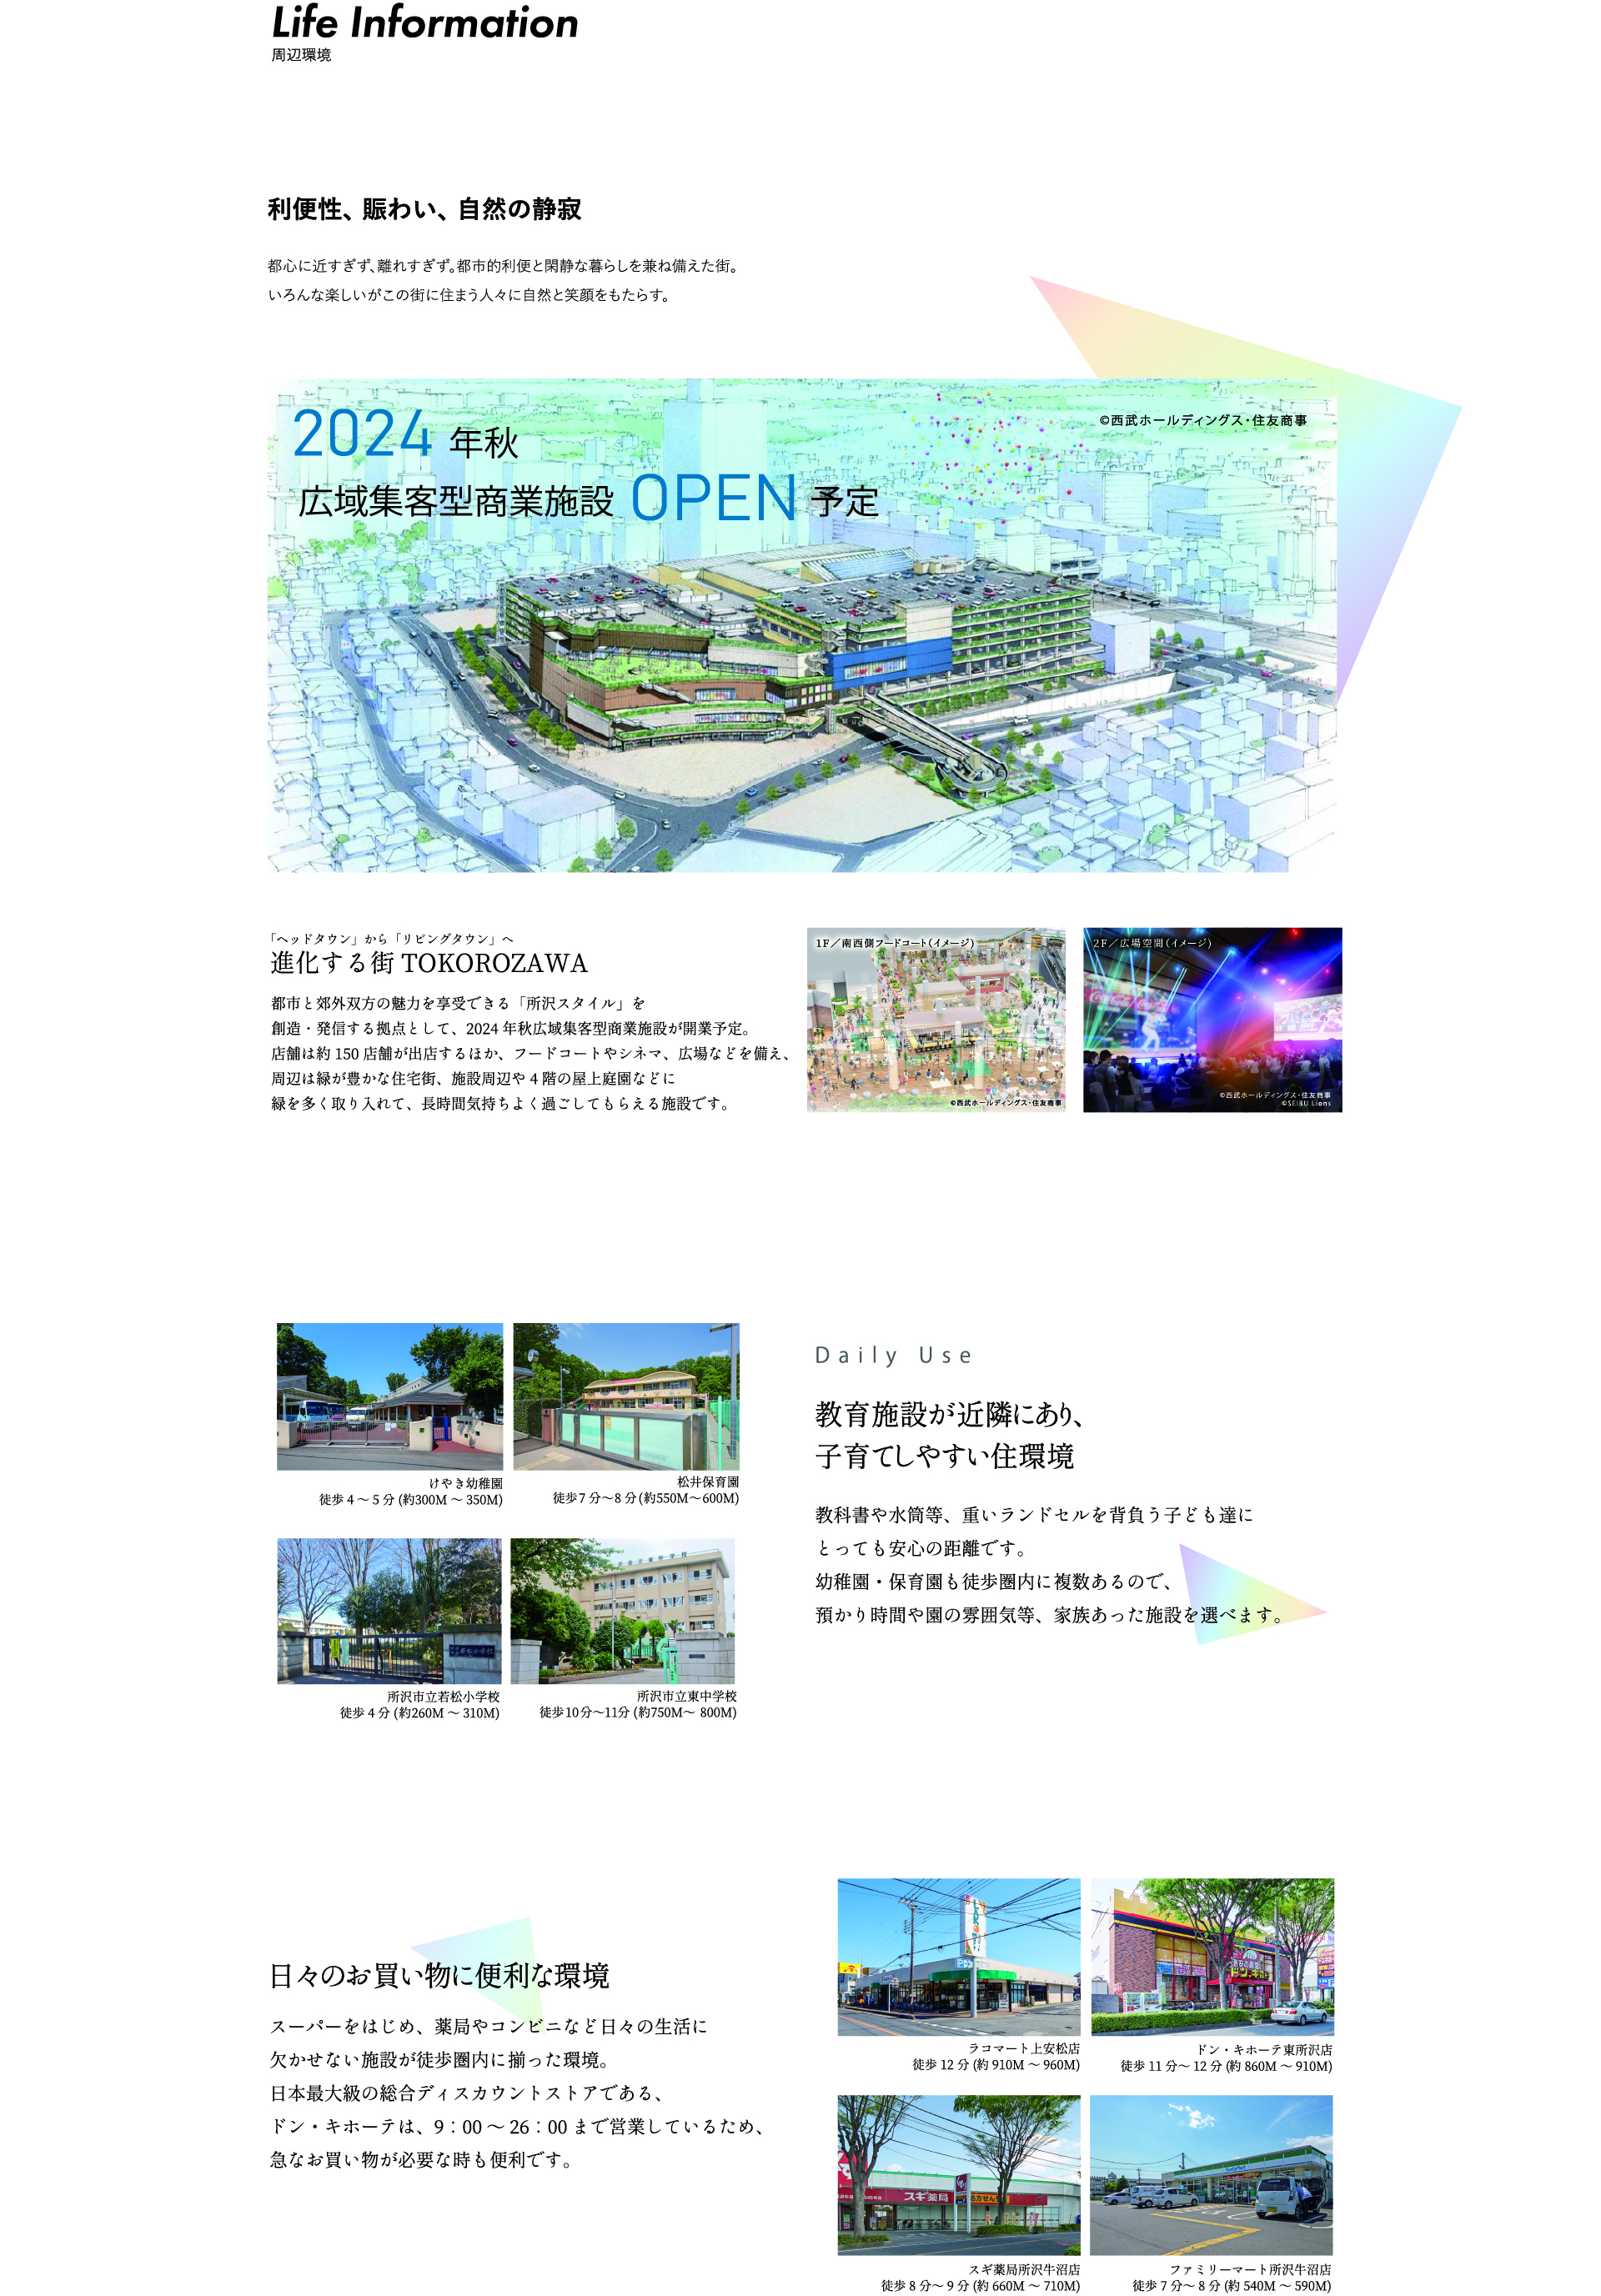 Life Information
周辺環境
利便性、賑わい、自然の静寂
都心に近すぎず、離れすぎず。都市的利便と閑静な暮らしを兼ね備えた街。
いろんな楽しいがこの街に住まう人々に自然と笑顔をもたらす。
2024 年秋
©西武ホールディングス・住友商事
広域集客型商業施設 OPEN 予定
「ヘッドタウン」から「リビングタウン」へ
進化する街 TOKOROZAWA
都市と郊外双方の魅力を享受できる「所沢スタイル」を
創造・発信する拠点として、2024 年秋広域集客型商業施設が開業予定。
店舗は約 150 店舗が出店するほか、フードコートやシネマ、広場などを備え、
周辺は緑が豊かな住宅街、施設周辺や 4 階の屋上庭園などに
緑を多く取り入れて、長時間気持ちよく過ごしてもらえる施設です。
1F／南西側フードコート(イメージ)
©西武ホールディングス・住友商事
2F／広場空間(イメージ)
©西武ホールディングス・住友商事
©SEIBU Lions
けやき幼稚園
徒歩 4 〜 5 分 (約300M 〜 350M)
松井保育園
徒歩7 分〜8 分 (約550M〜600M)
所沢市立若松小学校
徒歩 4 分 (約260M 〜 310M)
所沢市立東中学校
徒歩10分〜11分 (約750M〜 800M)
Daily Use
教育施設が近隣にあり、
子育てしやすい住環境
教科書や水筒等、重いランドセルを背負う子ども達に
とっても安心の距離です。
幼稚園・保育園も徒歩圏内に複数あるので、
預かり時間や園の雰囲気等、家族あった施設を選べます。
日々のお買い物に便利な環境
スーパーをはじめ、薬局やコンビニなど日々の生活に
欠かせない施設が徒歩圏内に揃った環境。
日本最大級の総合ディスカウントストアである、
ドン・キホーテは、9：00 〜 26：00 まで営業しているため、
急なお買い物が必要な時も便利です。
ラコマート上安松店
徒歩 12 分 (約 910M 〜 960M)
ドン・キホーテ
ドン・キホーテ東所沢店
徒歩 11 分〜 12 分 (約 860M 〜 910M)
スギ薬局
スギ薬局所沢牛沼店
徒歩 8 分〜 9 分 (約 660M 〜 710M)
FamilyMart
ファミリーマート所沢牛沼店
徒歩 7 分〜 8 分 (約 540M 〜 590M)